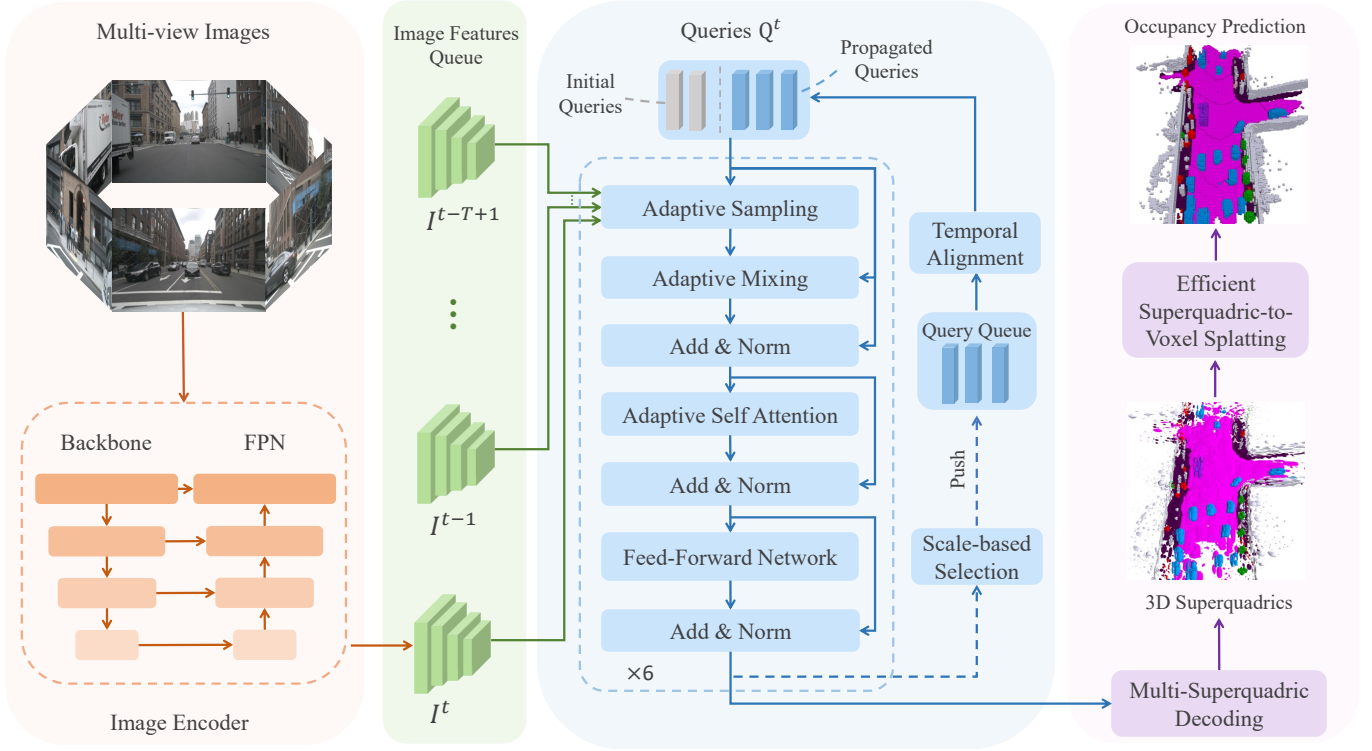 Multi-view Images
Backbone
FPN
Image Encoder
Image Features
Queue
I^{t-T+1}
I^{t-1}
I^t
Queries Q^t
Initial
Queries
Propagated
Queries
Adaptive Sampling
Adaptive Mixing
Add & Norm
Adaptive Self Attention
Add & Norm
Feed-Forward Network
Add & Norm
×6
Temporal
Alignment
Query Queue
Push
Scale-based
Selection
Occupancy Prediction
Efficient
Superquadric-to-
Voxel Splatting
3D Superquadrics
Multi-Superquadric
Decoding